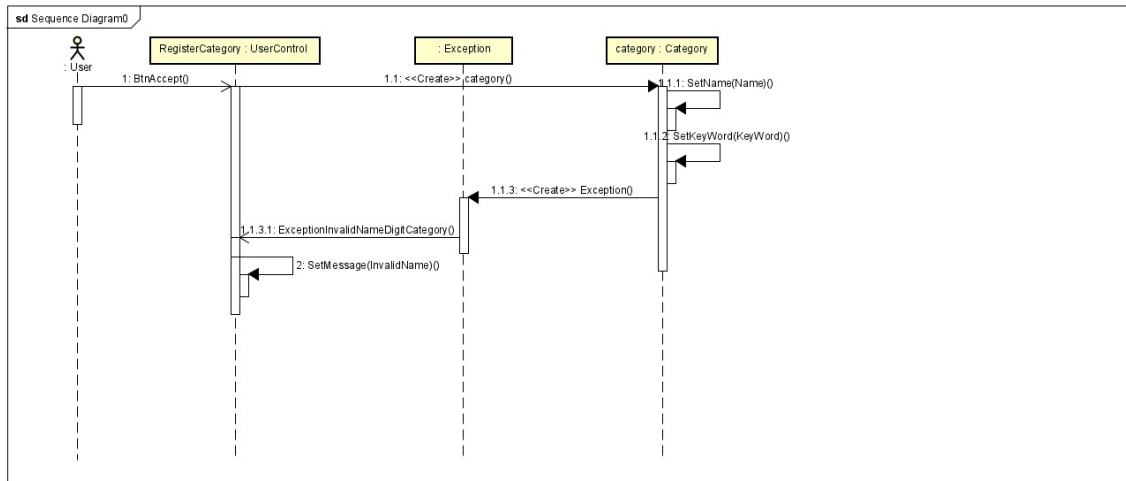 sd Sequence Diagram0
: User
RegisterCategory : UserControl
: Exception
category : Category
1: BtnAccept()
1.1: <<Create>> category()
1.1.1: SetName(Name)()
1.1.2: SetKeyWord(KeyWord)()
1.1.3: <<Create>> Exception()
1.1.3.1: ExceptionInvalidNameDigitCategory()
2: SetMessage(InvalidName)()